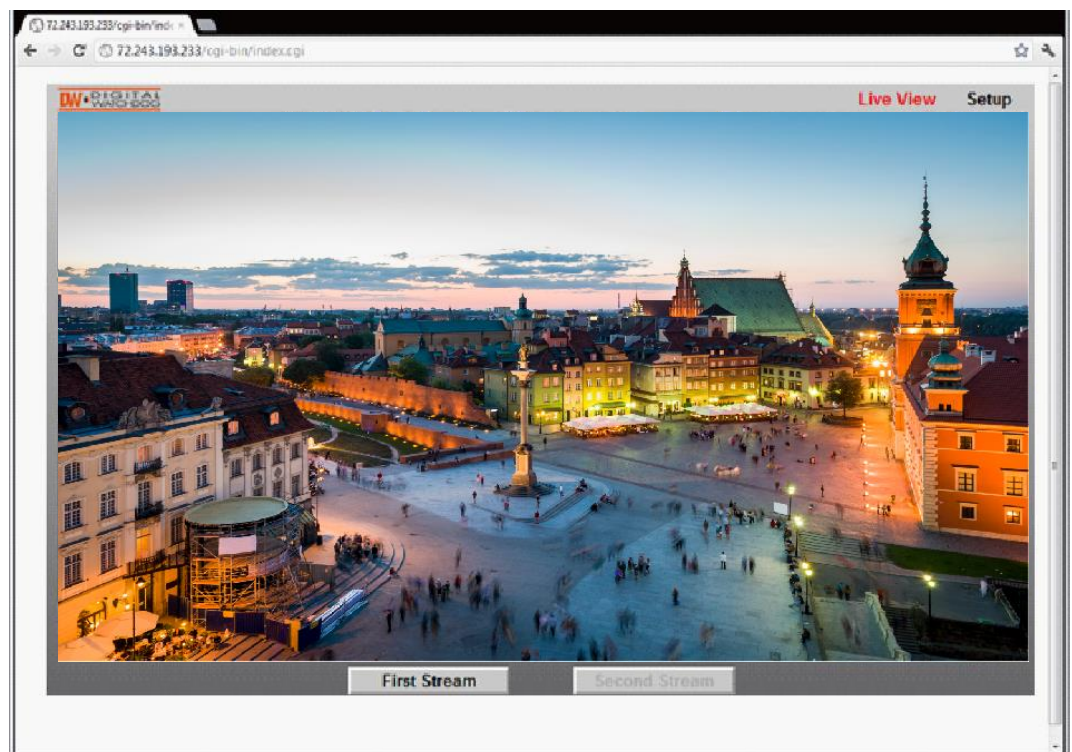 72.243.193.233/cgi-bin/inde ×
72.243.193.233/cgi-bin/index.cgi
DW DIGITAL
WATCHDOG
Live View Setup
First Stream Second Stream